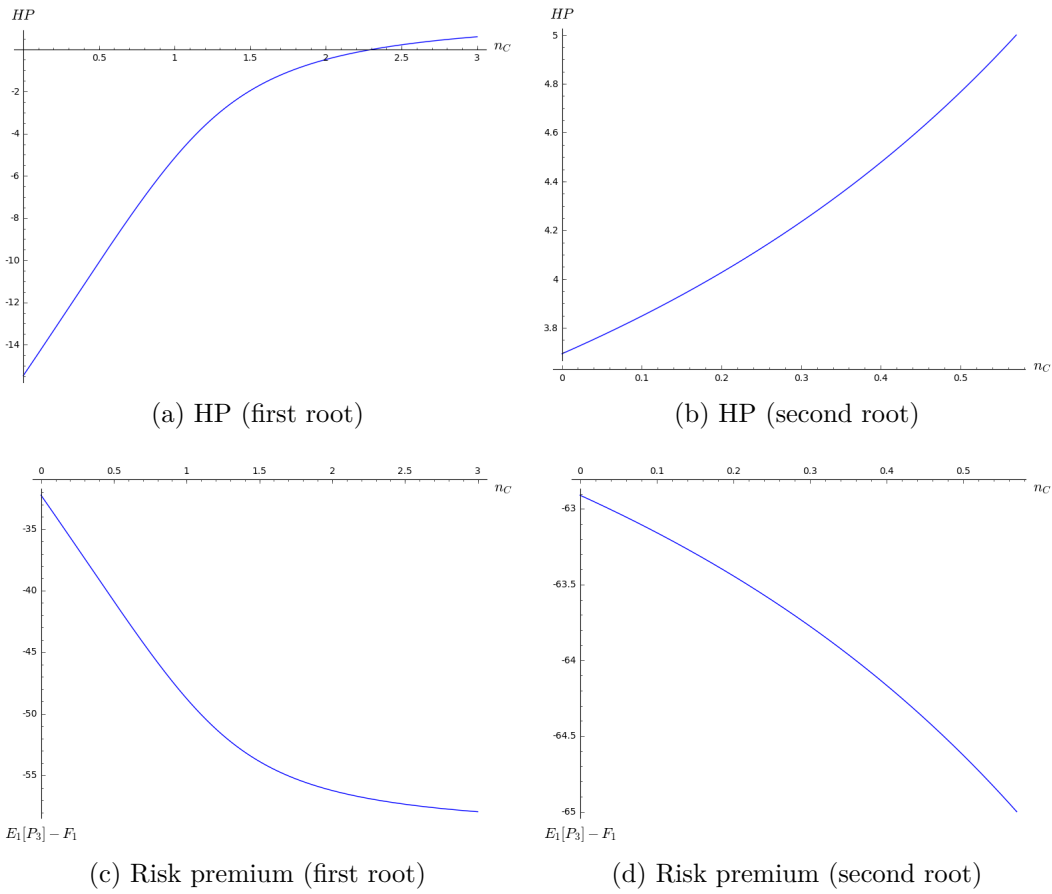 HP
n_C
0.5 1 1.5 2 2.5 3
-2
-4
-6
-8
-10
-12
-14
(a) HP (first root)
HP
5
4.8
4.6
4.4
4.2
4
3.8
0 0.1 0.2 0.3 0.4 0.5
n_C
(b) HP (second root)
0 0.5 1 1.5 2 2.5 3
n_C
-35
-40
-45
-50
-55
E_1[P_3] − F_1
(c) Risk premium (first root)
0 0.1 0.2 0.3 0.4 0.5
n_C
-63
-63.5
-64
-64.5
-65
E_1[P_3] − F_1
(d) Risk premium (second root)